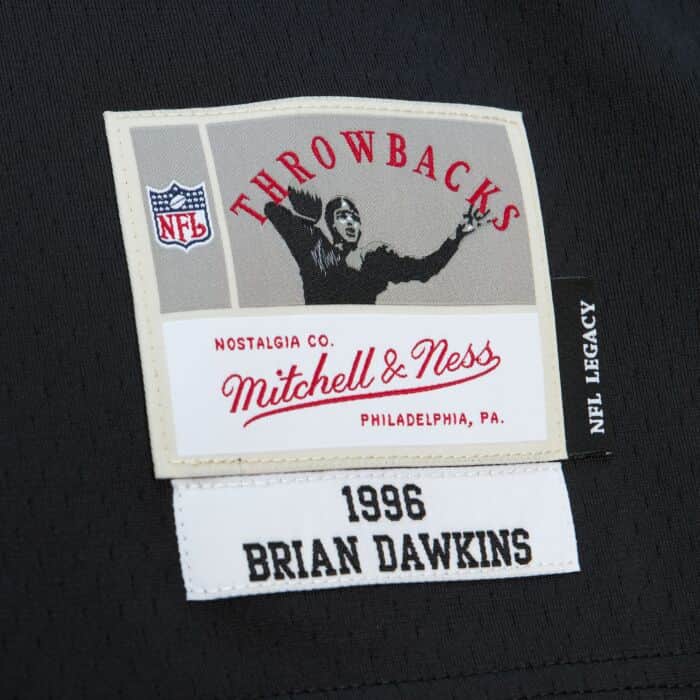 THROWBACKS
NFL
NOSTALGIA CO.
Mitchell & Ness
PHILADELPHIA, PA.
NFL LEGACY
1996
BRIAN DAWKINS